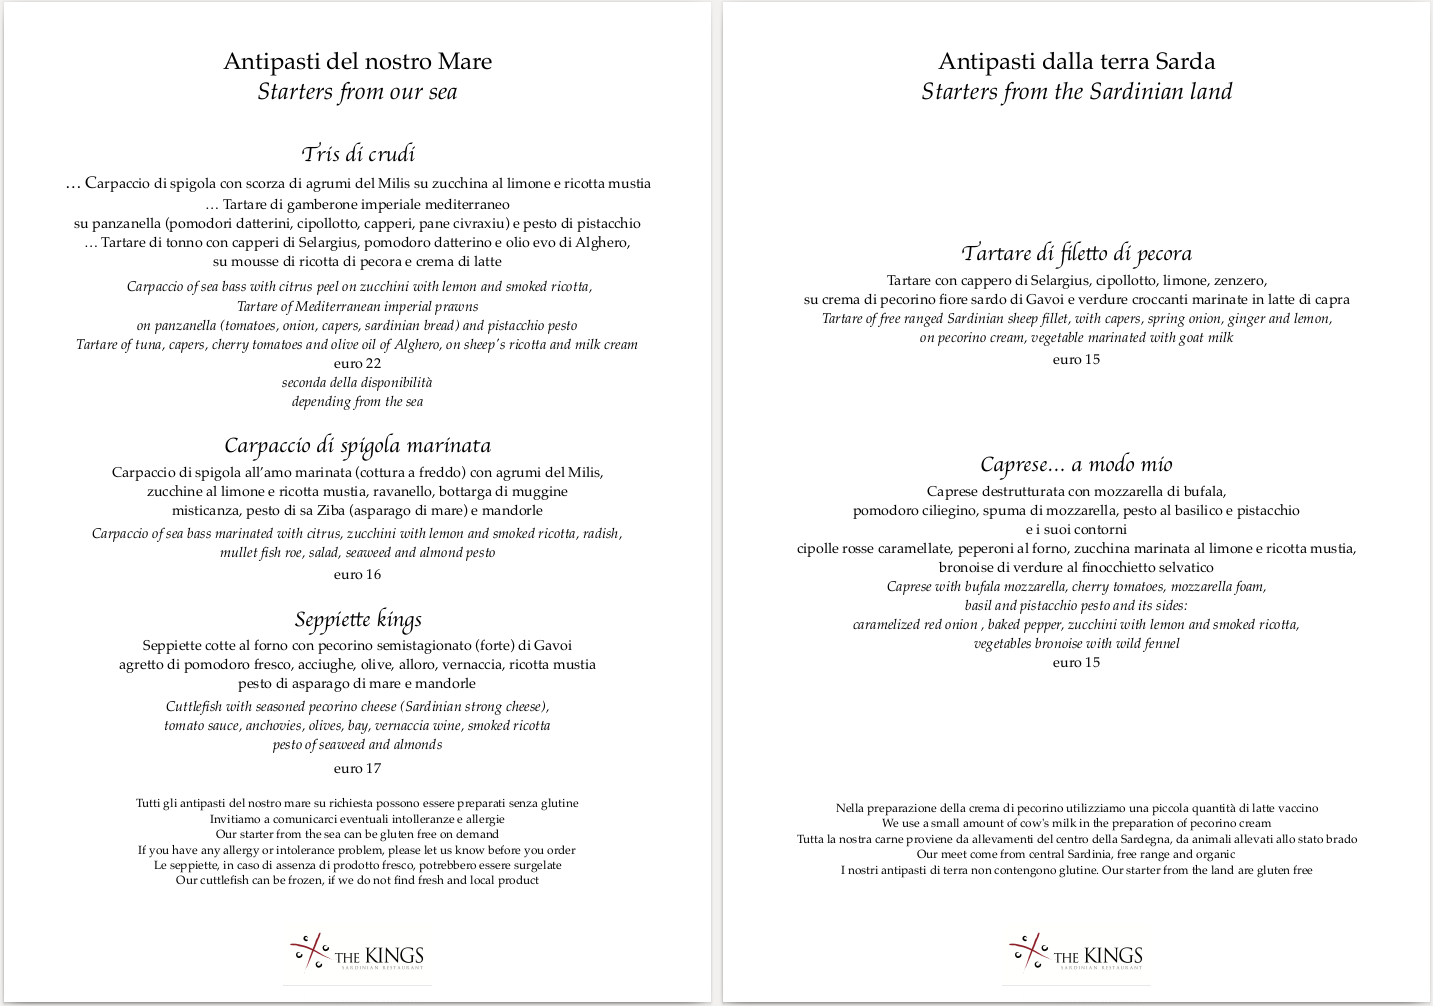 Antipasti del nostro Mare
Starters from our sea
Tris di crudi
… Carpaccio di spigola con scorza di agrumi del Milis su zucchina al limone e ricotta mustia
… Tartare di gamberone imperiale mediterraneo
su panzanella (pomodori datterini, cipollotto, capperi, pane civraxiu) e pesto di pistacchio
… Tartare di tonno con capperi di Selargius, pomodoro datterino e olio evo di Alghero,
su mousse di ricotta di pecora e crema di latte
Carpaccio of sea bass with citrus peel on zucchini with lemon and smoked ricotta,
Tartare of Mediterranean imperial prawns
on panzanella (tomatoes, onion, capers, sardinian bread) and pistacchio pesto
Tartare of tuna, capers, cherry tomatoes and olive oil of Alghero, on sheep's ricotta and milk cream
euro 22
seconda della disponibilità
depending from the sea
Carpaccio di spigola marinata
Carpaccio di spigola all'amo marinata (cottura a freddo) con agrumi del Milis,
zucchine al limone e ricotta mustia, ravanello, bottarga di muggine
misticanza, pesto di sa Ziba (asparago di mare) e mandorle
Carpaccio of sea bass marinated with citrus, zucchini with lemon and smoked ricotta, radish,
mullet fish roe, salad, seaweed and almond pesto
euro 16
Seppiette kings
Seppiette cotte al forno con pecorino semistagionato (forte) di Gavoi
agretto di pomodoro fresco, acciughe, olive, alloro, vernaccia, ricotta mustia
pesto di asparago di mare e mandorle
Cuttlefish with seasoned pecorino cheese (Sardinian strong cheese),
tomato sauce, anchovies, olives, bay, vernaccia wine, smoked ricotta
pesto of seaweed and almonds
euro 17
Tutti gli antipasti del nostro mare su richiesta possono essere preparati senza glutine
Invitiamo a comunicarci eventuali intolleranze e allergie
Our starter from the sea can be gluten free on demand
If you have any allergy or intolerance problem, please let us know before you order
Le seppiette, in caso di assenza di prodotto fresco, potrebbero essere surgelate
Our cuttlefish can be frozen, if we do not find fresh and local product
THE KINGS
SARDINIAN RESTAURANT
Antipasti dalla terra Sarda
Starters from the Sardinian land
Tartare di filetto di pecora
Tartare con cappero di Selargius, cipollotto, limone, zenzero,
su crema di pecorino fiore sardo di Gavoi e verdure croccanti marinate in latte di capra
Tartare of free ranged Sardinian sheep fillet, with capers, spring onion, ginger and lemon,
on pecorino cream, vegetable marinated with goat milk
euro 15
Caprese… a modo mio
Caprese destrutturata con mozzarella di bufala,
pomodoro ciliegino, spuma di mozzarella, pesto al basilico e pistacchio
e i suoi contorni
cipolle rosse caramellate, peperoni al forno, zucchina marinata al limone e ricotta mustia,
bronoise di verdure al finocchietto selvatico
Caprese with bufala mozzarella, cherry tomatoes, mozzarella foam,
basil and pistacchio pesto and its sides:
caramelized red onion , baked pepper, zucchini with lemon and smoked ricotta,
vegetables bronoise with wild fennel
euro 15
Nella preparazione della crema di pecorino utilizziamo una piccola quantità di latte vaccino
We use a small amount of cow's milk in the preparation of pecorino cream
Tutta la nostra carne proviene da allevamenti del centro della Sardegna, da animali allevati allo stato brado
Our meet come from central Sardinia, free range and organic
I nostri antipasti di terra non contengono glutine. Our starter from the land are gluten free
THE KINGS
SARDINIAN RESTAURANT